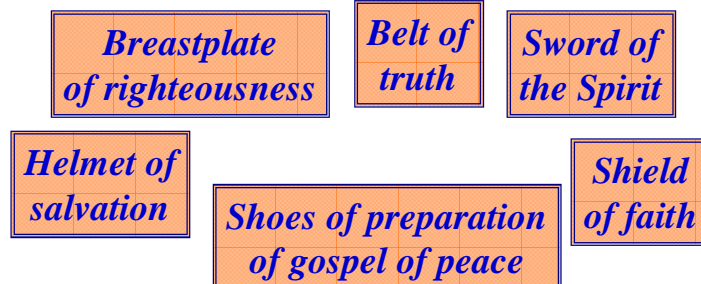 Breastplate
of righteousness
Belt of
truth
Sword of
the Spirit
Helmet of
salvation
Shoes of preparation
of gospel of peace
Shield
of faith